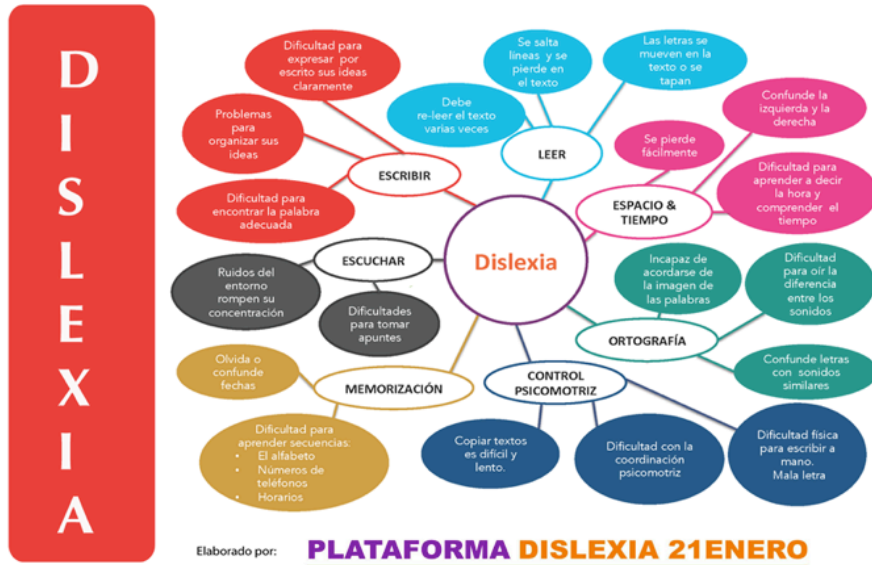 D
I
S
L
E
X
I
A
Dificultad para
expresar por
escrito sus ideas
claramente
Problemas
para
organizar sus
ideas
Dificultad para
encontrar la palabra
adecuada
ESCRIBIR
Se salta
líneas y se
pierde en
el texto
Las letras se
mueven en la
texto o se
tapan
Debe
re-leer el texto
varias veces
LEER
Confunde la
izquierda y la
derecha
Se pierde
fácilmente
Dificultad para
aprender a decir
la hora y
comprender el
tiempo
ESPACIO &
TIEMPO
Dislexia
ESCUCHAR
Ruidos del
entorno
rompen su
concentración
Dificultades
para tomar
apuntes
Incapaz de
acordarse de
la imagen de
las palabras
Dificultad
para oír la
diferencia
entre los
sonidos
ORTOGRAFÍA
Confunde letras
con sonidos
similares
Olvida o
confunde
fechas
MEMORIZACIÓN
Dificultad para
aprender secuencias:
• El alfabeto
• Números de
teléfonos
• Horarios
CONTROL
PSICOMOTRIZ
Copiar textos
es difícil y
lento.
Dificultad con la
coordinación
psicomotriz
Dificultad física
para escribir a
mano.
Mala letra
Elaborado por: PLATAFORMA DISLEXIA 21ENERO